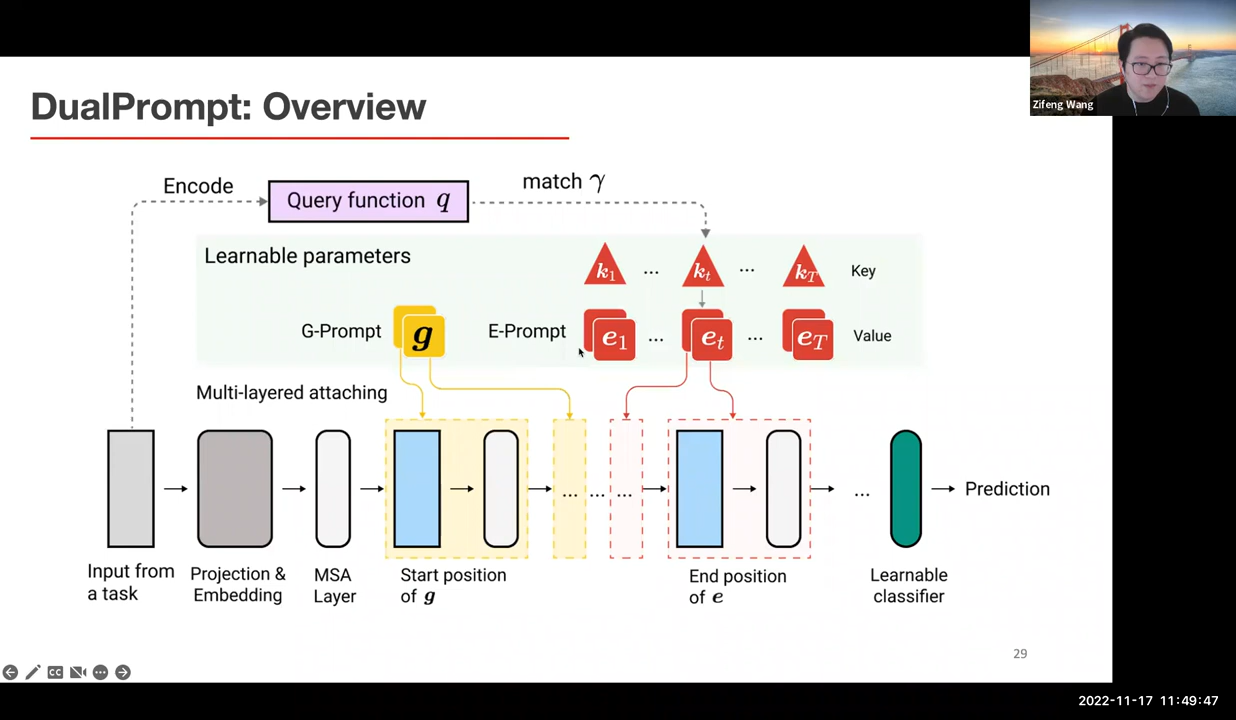 Zifeng Wang
DualPrompt: Overview
Encode
Query function q
match γ
Learnable parameters
k1 ... kt ... kT Key
G-Prompt g E-Prompt e1 ... et ... eT Value
Multi-layered attaching
... ... ... ... Prediction
Input from
a task
Projection &
Embedding
MSA
Layer
Start position
of g
End position
of e
Learnable
classifier
29
CC
2022-11-17 11:49:47